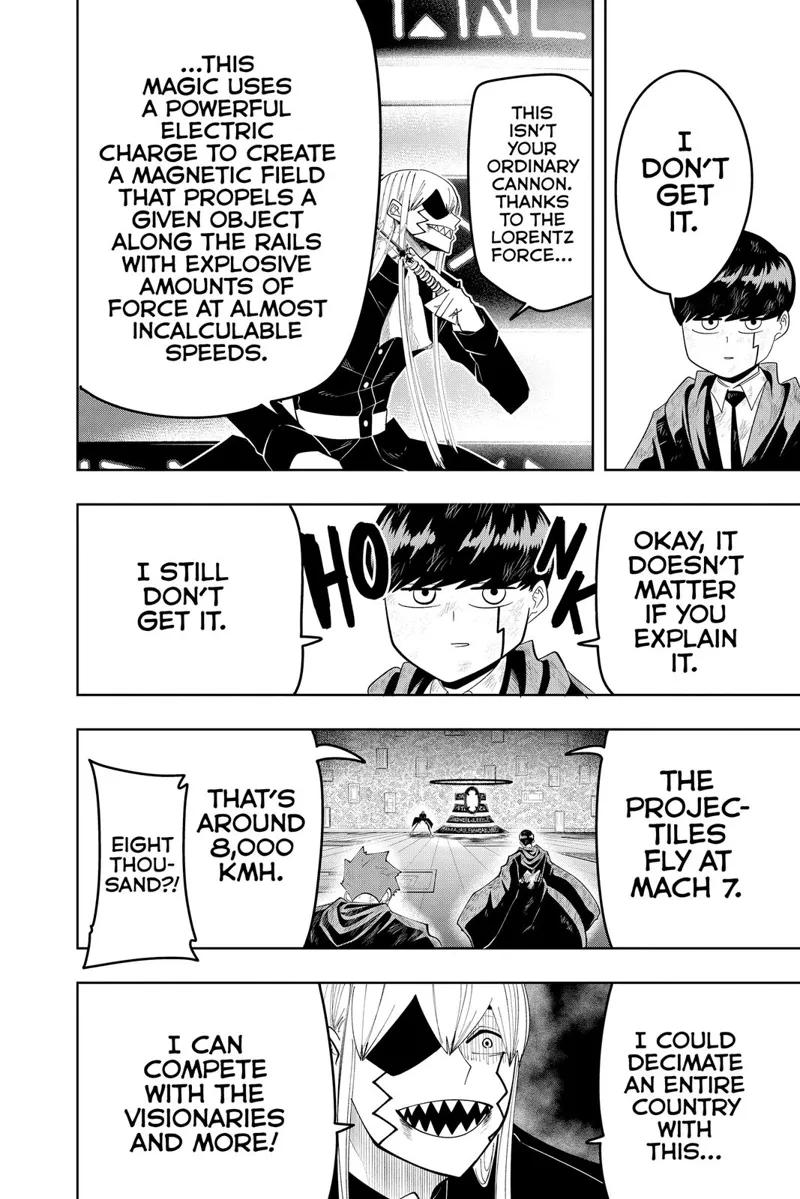 I
DON'T
GET
IT.
THIS
ISN'T
YOUR
ORDINARY
CANNON.
THANKS
TO THE
LORENTZ
FORCE...
...THIS
MAGIC USES
A POWERFUL
ELECTRIC
CHARGE TO CREATE
A MAGNETIC FIELD
THAT PROPELS A
GIVEN OBJECT
ALONG THE RAILS
WITH EXPLOSIVE
AMOUNTS OF
FORCE AT ALMOST
INCALCULABLE
SPEEDS.
OKAY, IT
DOESN'T
MATTER
IF YOU
EXPLAIN
IT.
HONK
I STILL
DON'T
GET IT.
THE
PROJEC-
TILES
FLY AT
MACH 7.
THAT'S
AROUND
8,000
KMH.
EIGHT
THOU-
SAND?!
I COULD
DECIMATE
AN ENTIRE
COUNTRY
WITH
THIS...
I CAN
COMPETE
WITH THE
VISIONARIES
AND MORE!